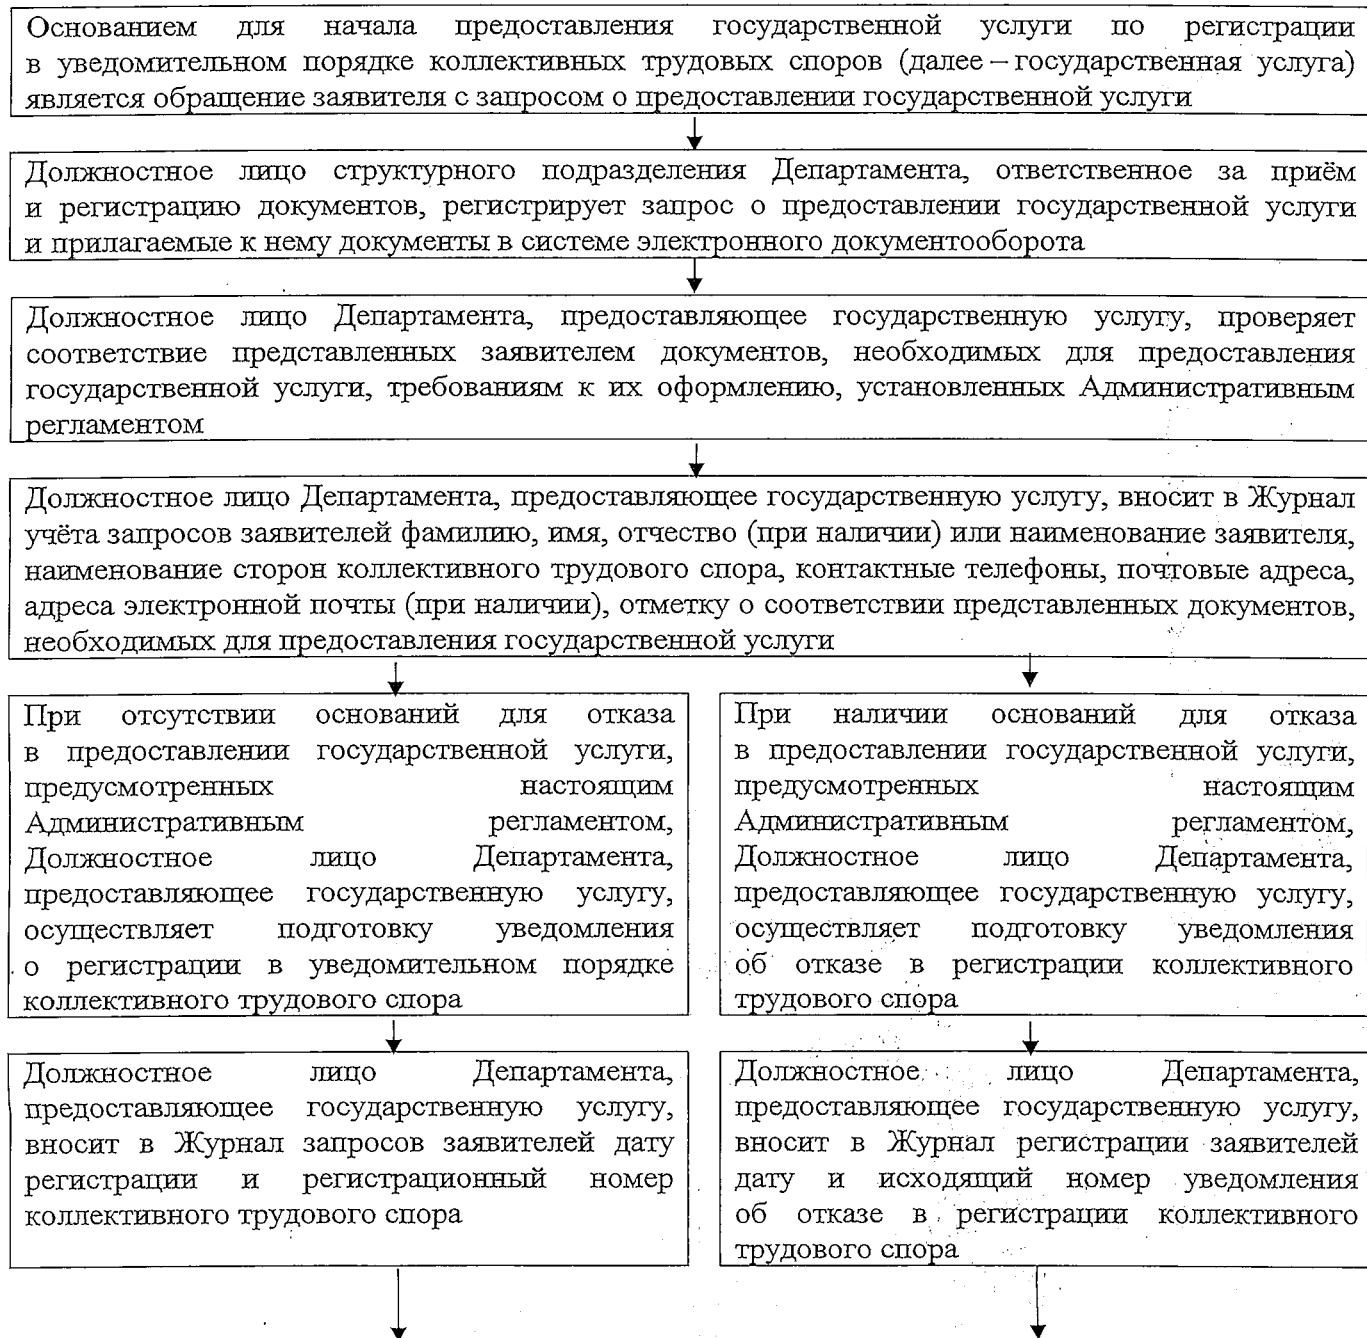 Основанием для начала предоставления государственной услуги по регистрации
в уведомительном порядке коллективных трудовых споров (далее – государственная услуга)
является обращение заявителя с запросом о предоставлении государственной услуги
Должностное лицо структурного подразделения Департамента, ответственное за приём
и регистрацию документов, регистрирует запрос о предоставлении государственной услуги
и прилагаемые к нему документы в системе электронного документооборота
Должностное лицо Департамента, предоставляющее государственную услугу, проверяет
соответствие представленных заявителем документов, необходимых для предоставления
государственной услуги, требованиям к их оформлению, установленных Административным
регламентом
Должностное лицо Департамента, предоставляющее государственную услугу, вносит в Журнал
учёта запросов заявителей фамилию, имя, отчество (при наличии) или наименование заявителя,
наименование сторон коллективного трудового спора, контактные телефоны, почтовые адреса,
адреса электронной почты (при наличии), отметку о соответствии представленных документов,
необходимых для предоставления государственной услуги
При отсутствии оснований для отказа
в предоставлении государственной услуги,
предусмотренных настоящим
Административным регламентом,
Должностное лицо Департамента,
предоставляющее государственную услугу,
осуществляет подготовку уведомления
о регистрации в уведомительном порядке
коллективного трудового спора
При наличии оснований для отказа
в предоставлении государственной услуги,
предусмотренных настоящим
Административным регламентом,
Должностное лицо Департамента,
предоставляющее государственную услугу,
осуществляет подготовку уведомления
об отказе в регистрации коллективного
трудового спора
Должностное лицо Департамента,
предоставляющее государственную услугу,
вносит в Журнал запросов заявителей дату
регистрации и регистрационный номер
коллективного трудового спора
Должностное лицо Департамента,
предоставляющее государственную услугу,
вносит в Журнал регистрации заявителей
дату и исходящий номер уведомления
об отказе в регистрации коллективного
трудового спора